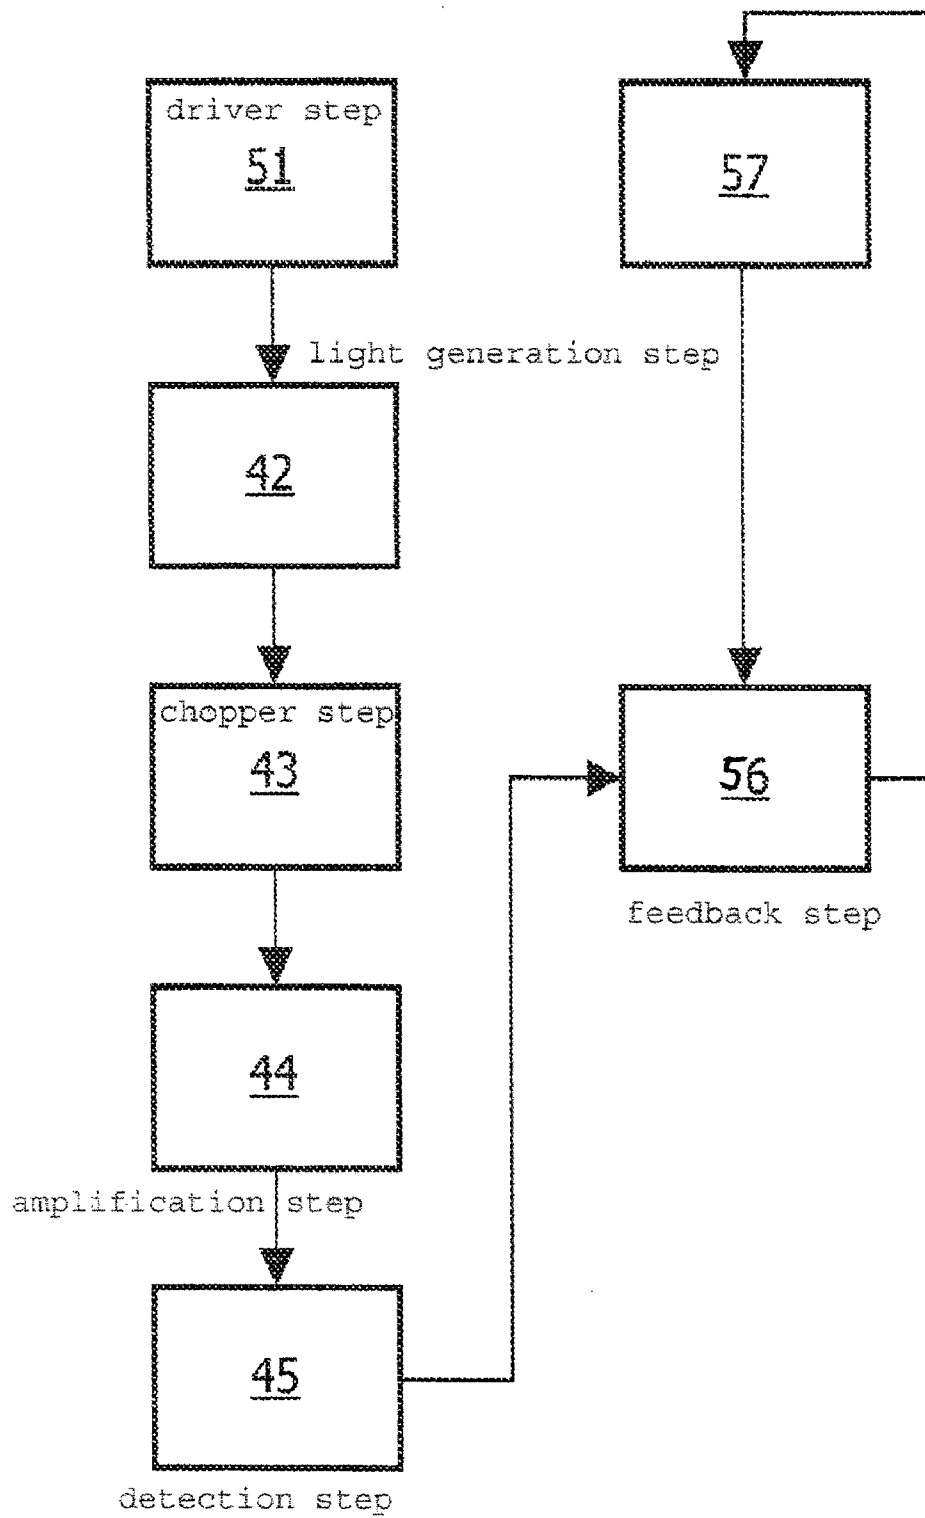 driver step
51
57
light generation step
42
chopper step
43
56
feedback step
44
amplification step
45
detection step